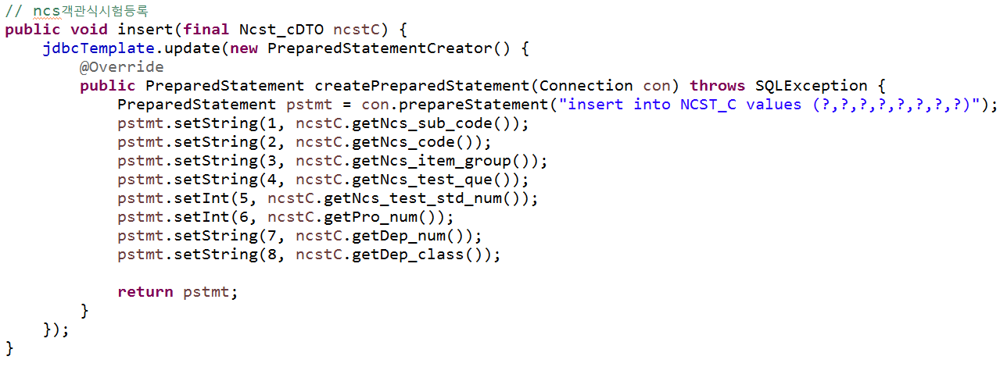 // ncs객관식시험등록
public void insert(final Ncst_cDTO ncstC) {
jdbcTemplate.update(new PreparedStatementCreator() {
@Override
public PreparedStatement createPreparedStatement(Connection con) throws SQLException {
PreparedStatement pstmt = con.prepareStatement("insert into NCST_C values (?,?,?,?,?,?,?,?)");
pstmt.setString(1, ncstC.getNcs_sub_code());
pstmt.setString(2, ncstC.getNcs_code());
pstmt.setString(3, ncstC.getNcs_item_group());
pstmt.setString(4, ncstC.getNcs_test_que());
pstmt.setInt(5, ncstC.getNcs_test_std_num());
pstmt.setInt(6, ncstC.getPro_num());
pstmt.setString(7, ncstC.getDep_num());
pstmt.setString(8, ncstC.getDep_class());
return pstmt;
}
});
}